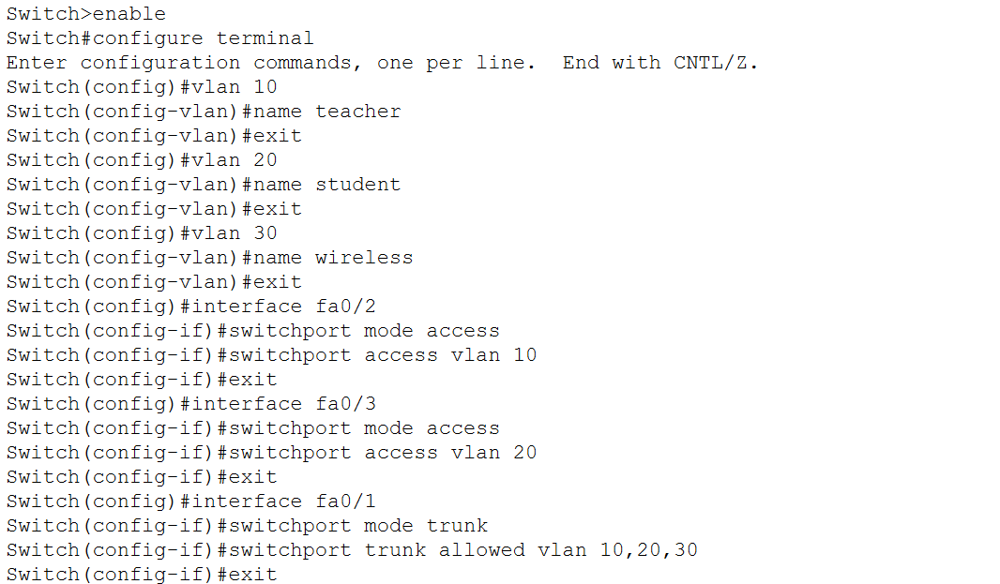 Switch>enable
Switch#configure terminal
Enter configuration commands, one per line.  End with CNTL/Z.
Switch(config)#vlan 10
Switch(config-vlan)#name teacher
Switch(config-vlan)#exit
Switch(config)#vlan 20
Switch(config-vlan)#name student
Switch(config-vlan)#exit
Switch(config)#vlan 30
Switch(config-vlan)#name wireless
Switch(config-vlan)#exit
Switch(config)#interface fa0/2
Switch(config-if)#switchport mode access
Switch(config-if)#switchport access vlan 10
Switch(config-if)#exit
Switch(config)#interface fa0/3
Switch(config-if)#switchport mode access
Switch(config-if)#switchport access vlan 20
Switch(config-if)#exit
Switch(config)#interface fa0/1
Switch(config-if)#switchport mode trunk
Switch(config-if)#switchport trunk allowed vlan 10,20,30
Switch(config-if)#exit